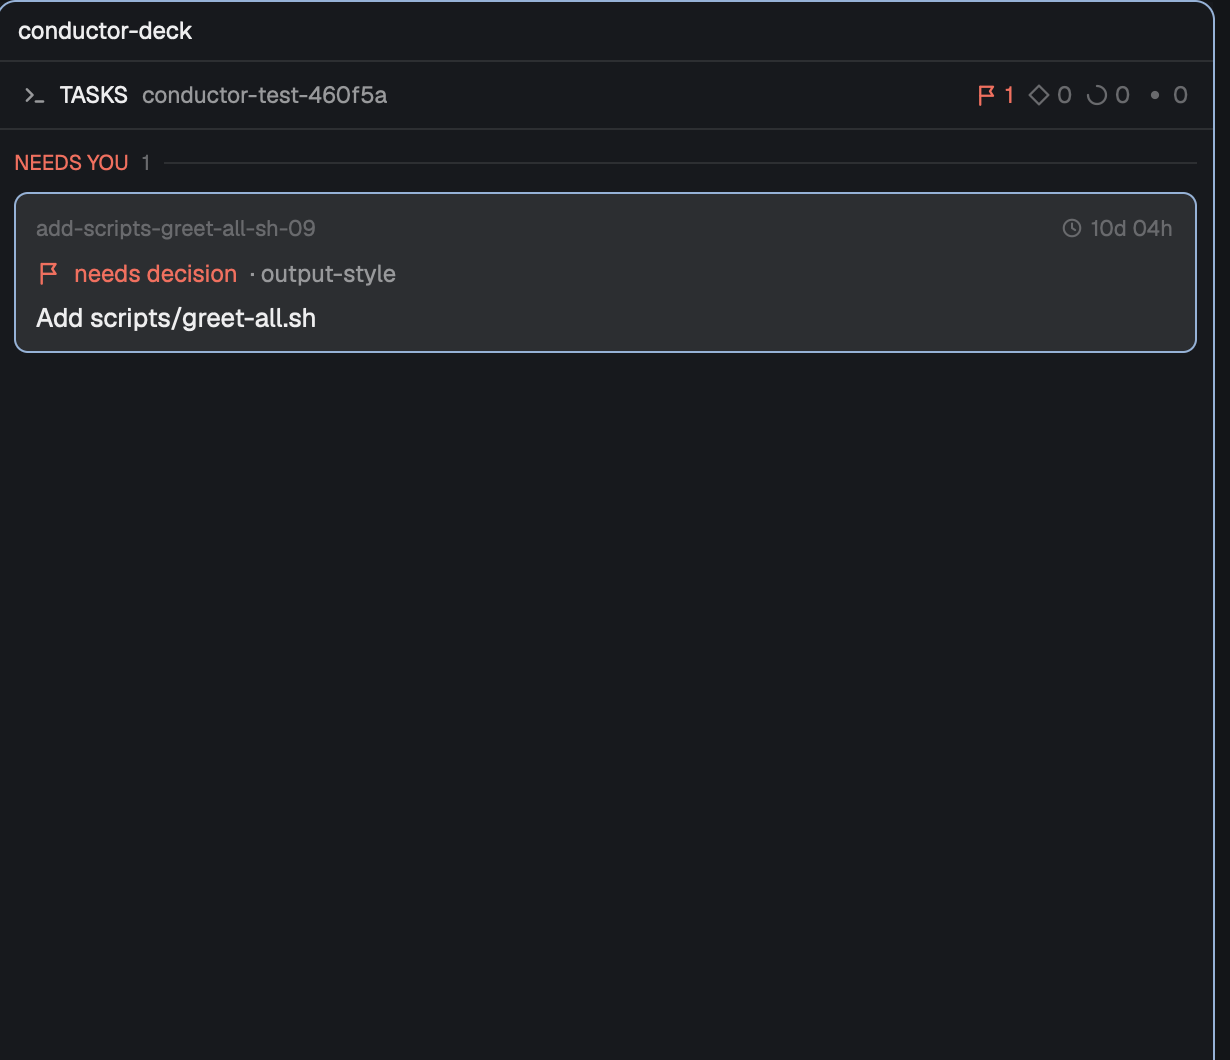 conductor-deck
>_ TASKS conductor-test-460f5a 1 0 0 0
NEEDS YOU 1
add-scripts-greet-all-sh-09 10d 04h
needs decision · output-style
Add scripts/greet-all.sh